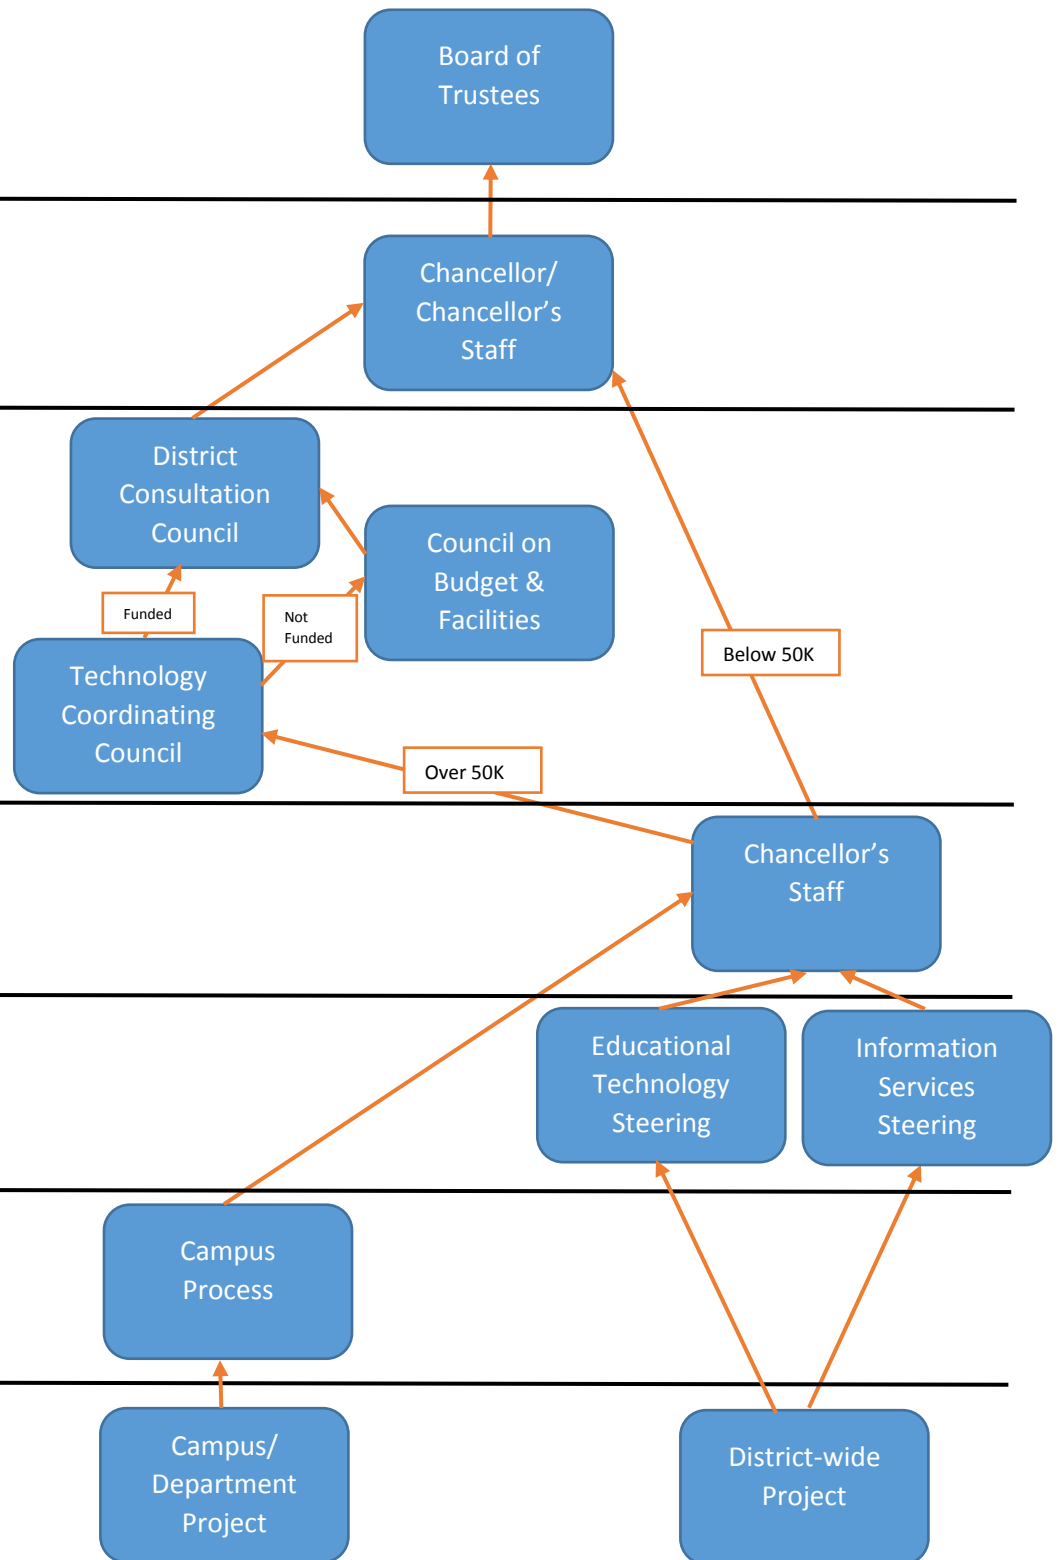 Board of
Trustees
Chancellor/
Chancellor’s
Staff
District
Consultation
Council
Council on
Budget &
Facilities
Funded
Not
Funded
Below 50K
Technology
Coordinating
Council
Over 50K
Chancellor’s
Staff
Educational
Technology
Steering
Information
Services
Steering
Campus
Process
Campus/
Department
Project
District-wide
Project